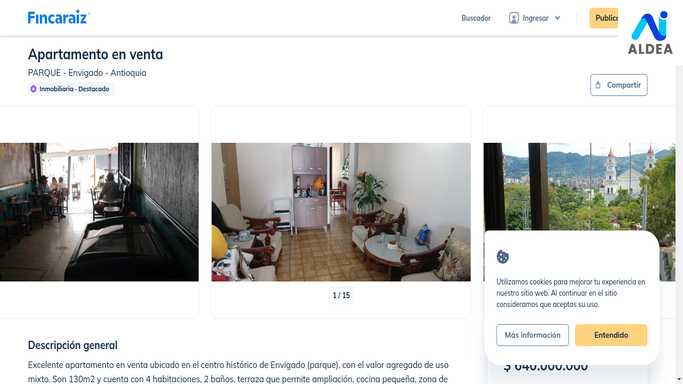 Fincaraiz
Buscador
Ingresar
Public
ALDEA
Apartamento en venta
PARQUE - Envigado - Antioquia
Inmobiliaria - Destacado
Compartir
1 / 15
Utilizamos cookies para mejorar tu experiencia en
nuestro sitio web. Al continuar en el sitio
consideramos que aceptas su uso.
Más información
Entendido
$ 640.000.000
Descripción general
Excelente apartamento en venta ubicado en el centro histórico de Envigado (parque), con el valor agregado de uso
mixto. Son 130m2 y cuenta con 4 habitaciones, 2 baños, terraza que permite ampliación, cocina pequeña, zona de